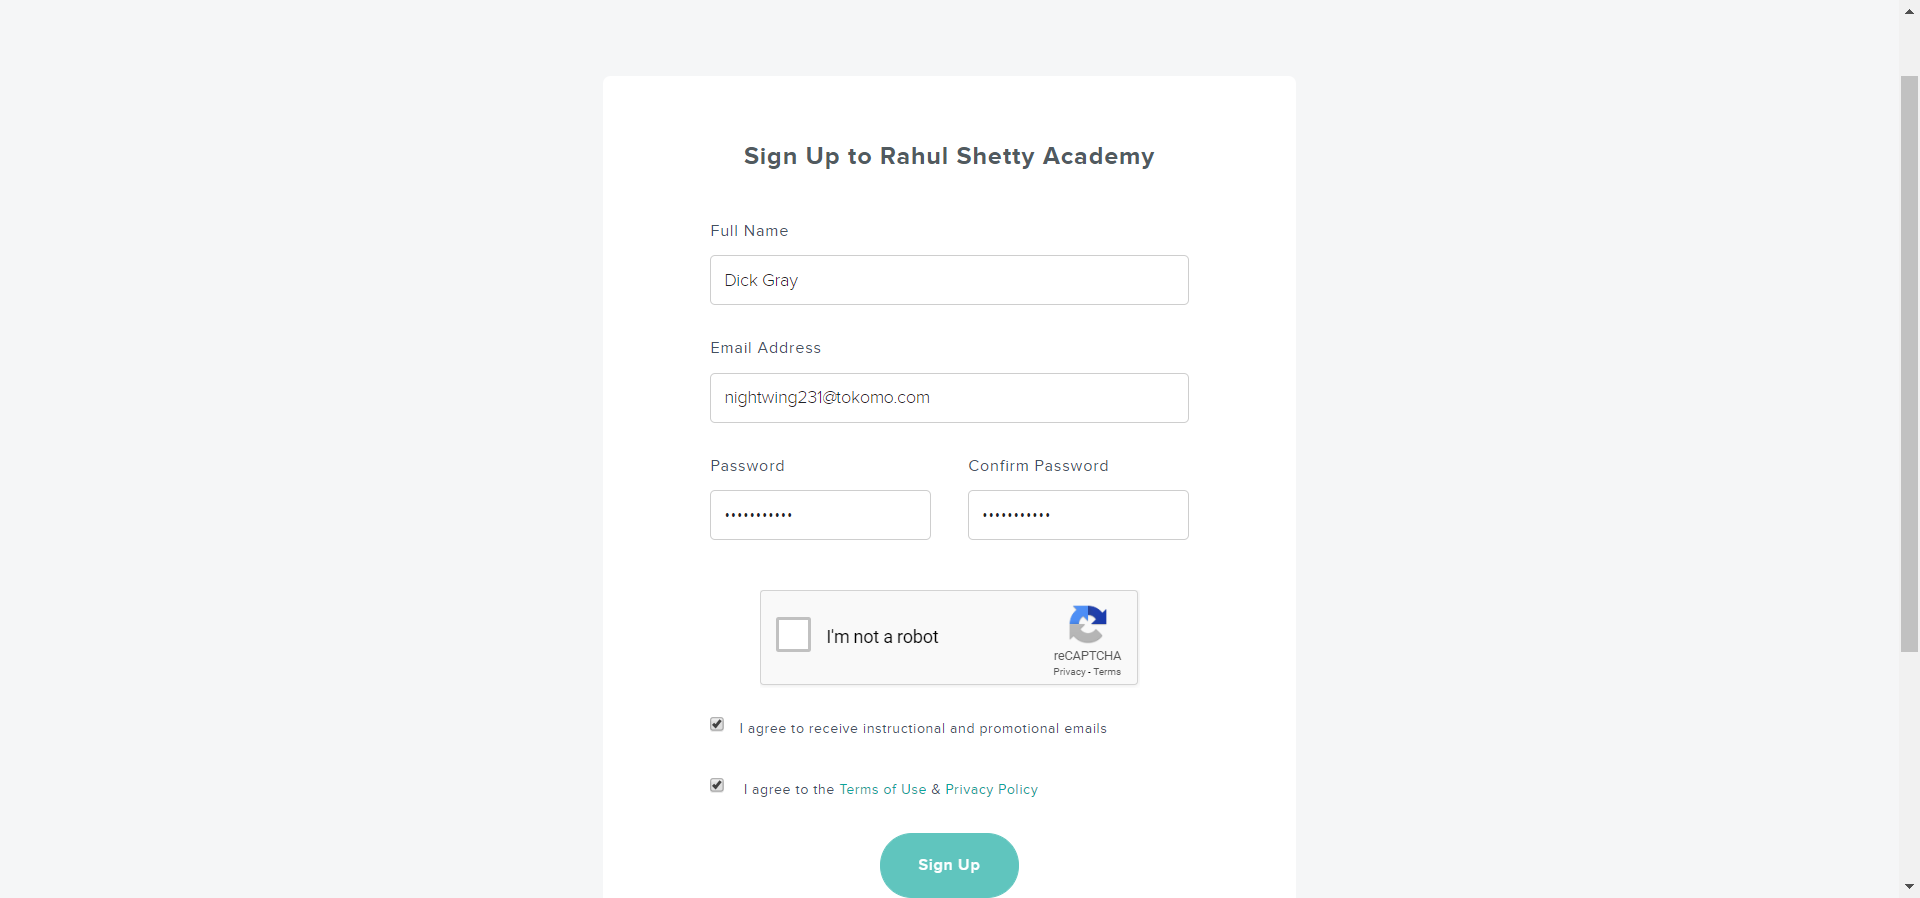 Sign Up to Rahul Shetty Academy
Full Name
Dick Gray
Email Address
nightwing231@tokomo.com
Password Confirm Password
••••••••••• •••••••••••
I'm not a robot
reCAPTCHA
Privacy - Terms
I agree to receive instructional and promotional emails
I agree to the Terms of Use & Privacy Policy
Sign Up